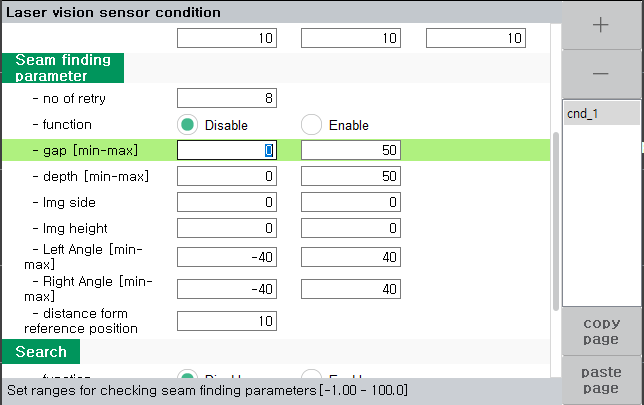 Laser vision sensor condition
10 10 10
Seam finding
parameter
- no of retry 8
- function Disable Enable
- gap [min-max] 0 50
- depth [min-max] 0 50
- Img side 0 0
- Img height 0 0
- Left Angle [min-
max] -40 40
- Right Angle [min-
max] -40 40
- distance form
reference position 10
Search
Set ranges for checking seam finding parameters[-1.00 - 100.0]
+
-
cnd_1
copy
page
paste
page